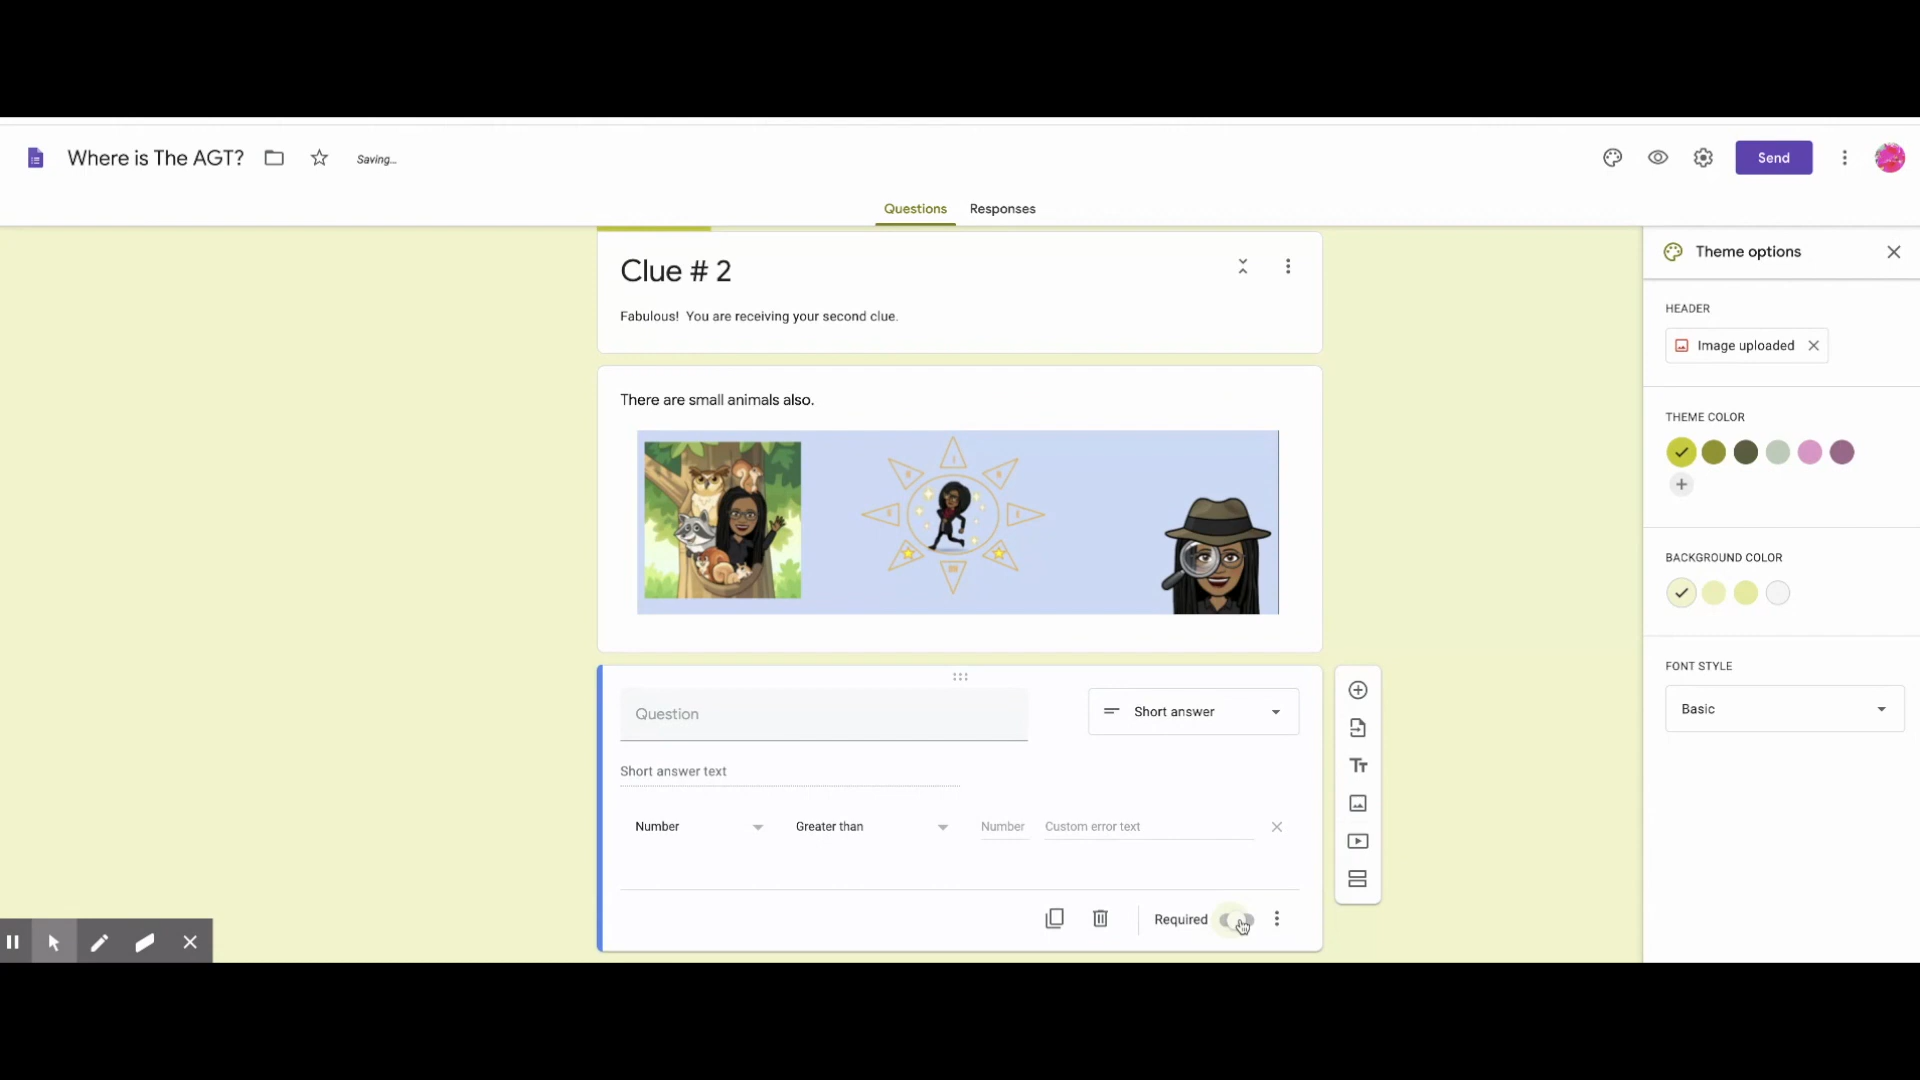 Where is The AGT?
Saving...
Send
Questions
Responses
Clue # 2
Fabulous! You are receiving your second clue.
There are small animals also.
Question
Short answer
Short answer text
Number
Greater than
Number
Custom error text
Required
Theme options
HEADER
Image uploaded
THEME COLOR
BACKGROUND COLOR
FONT STYLE
Basic
Tr